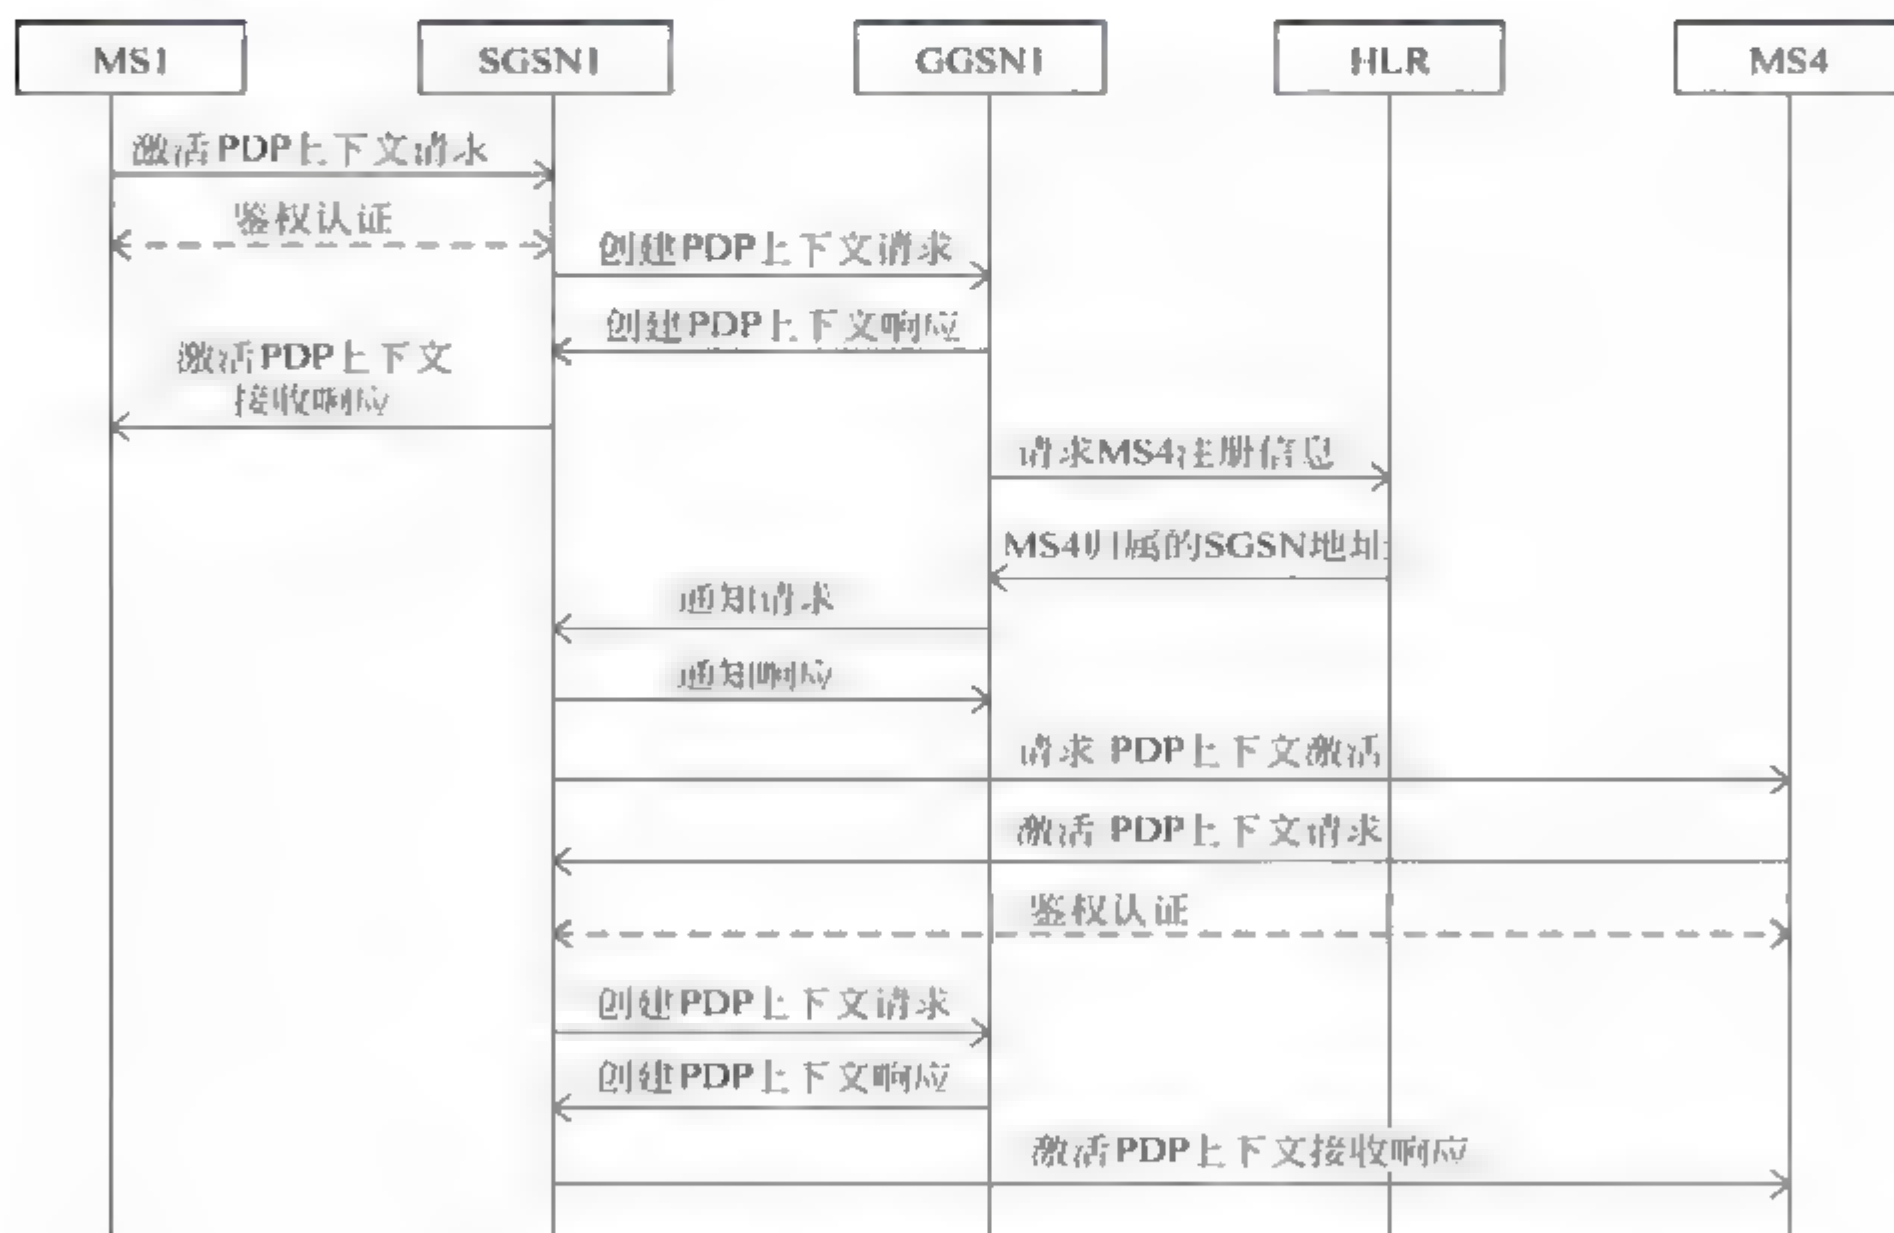 MS1
SGSN1
GGSN1
HLR
MS4
激活PDP上下文请求
鉴权认证
创建PDP上下文请求
创建PDP上下文响应
激活PDP上下文
接收响应
请求MS4注册信息
MS4归属的SGSN地址
通知请求
通知响应
请求 PDP上下文激活
激活 PDP上下文请求
鉴权认证
创建PDP上下文请求
创建PDP上下文响应
激活PDP上下文接收响应